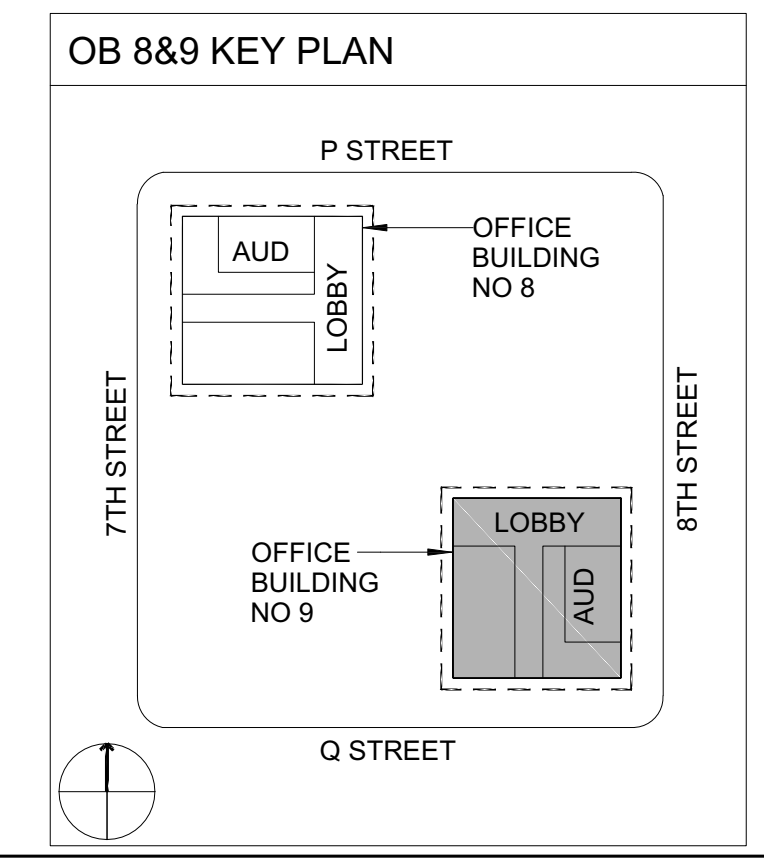 OB 8&9 KEY PLAN
P STREET
AUD
LOBBY
OFFICE
BUILDING
NO 8
7TH STREET
8TH STREET
LOBBY
AUD
OFFICE
BUILDING
NO 9
Q STREET